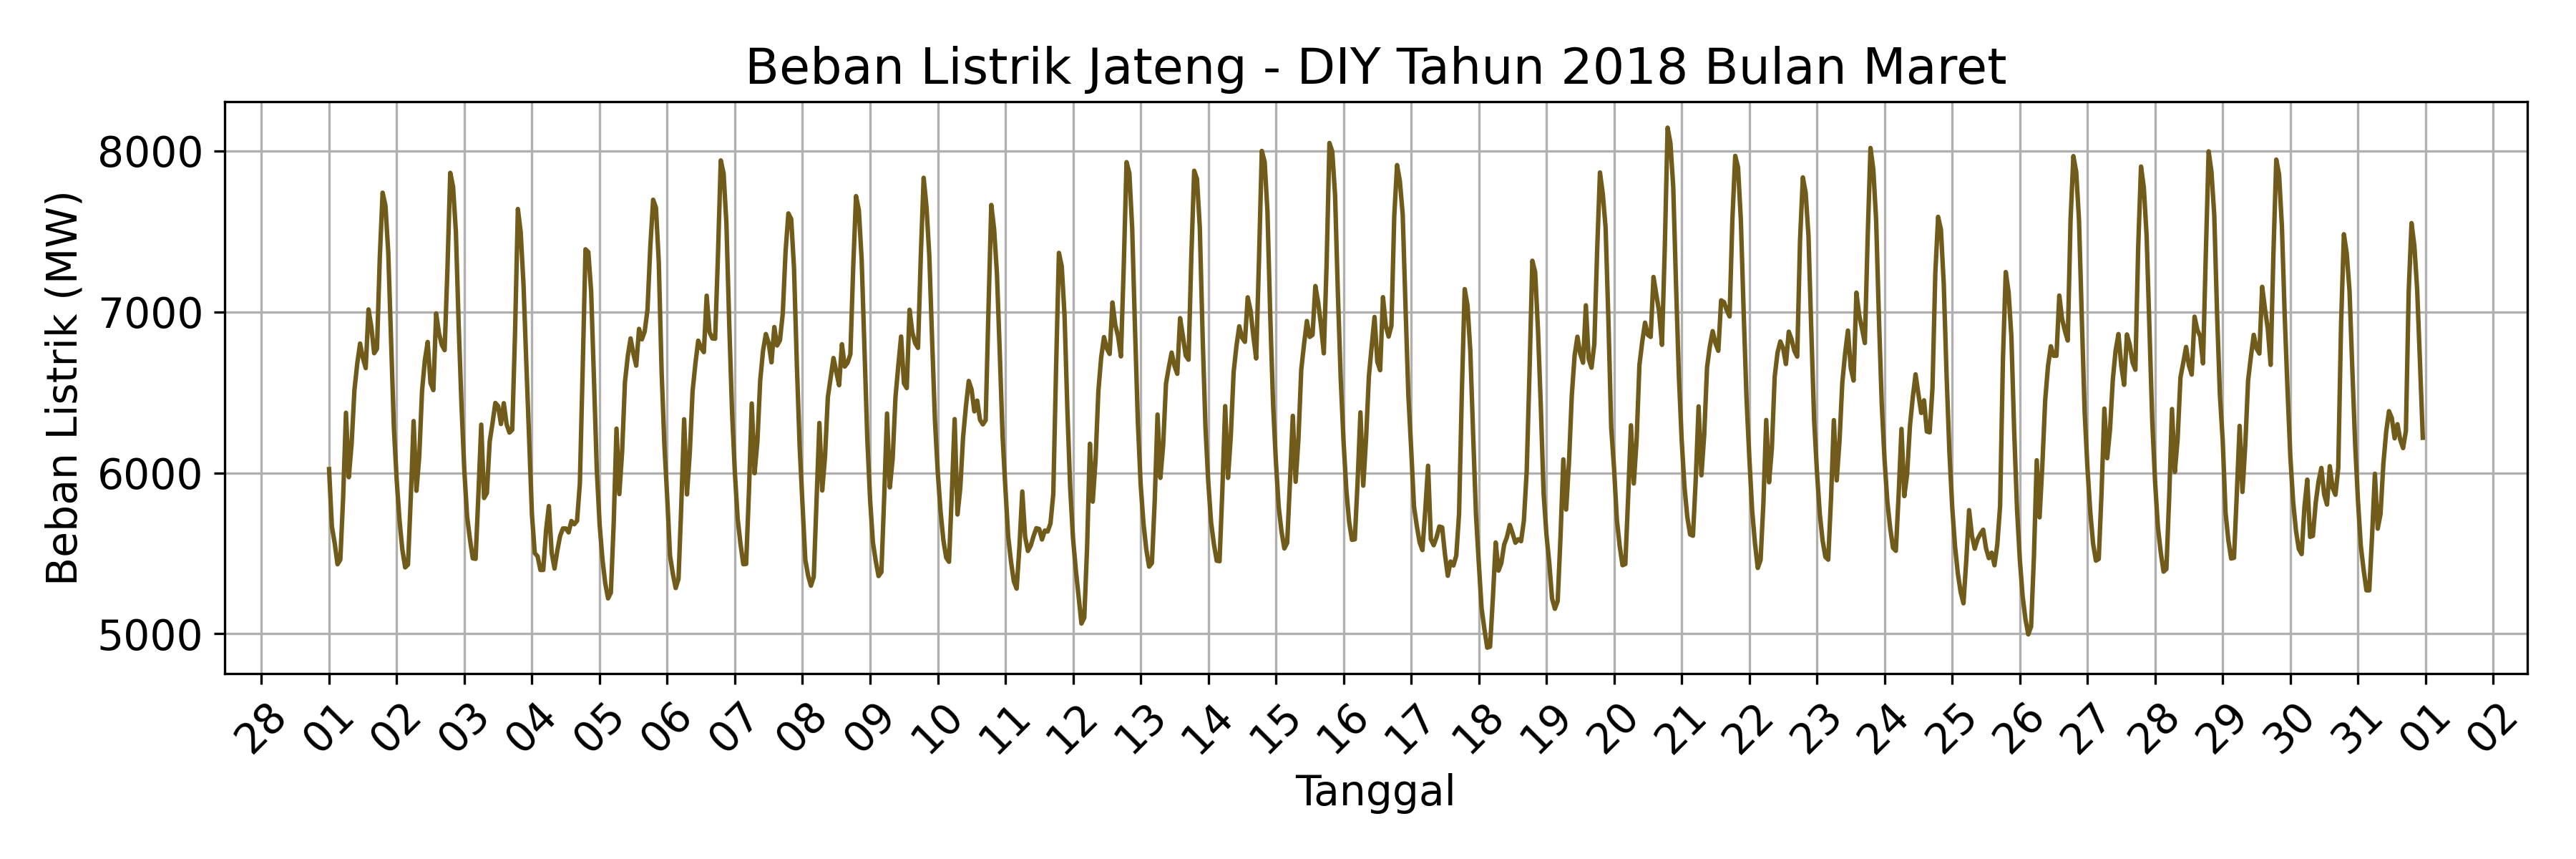 Beban Listrik Jateng - DIY Tahun 2018 Bulan Maret
Beban Listrik (MW)
8000
7000
6000
5000
28 01 02 03 04 05 06 07 08 09 10 11 12 13 14 15 16 17 18 19 20 21 22 23 24 25 26 27 28 29 30 31 01 02
Tanggal